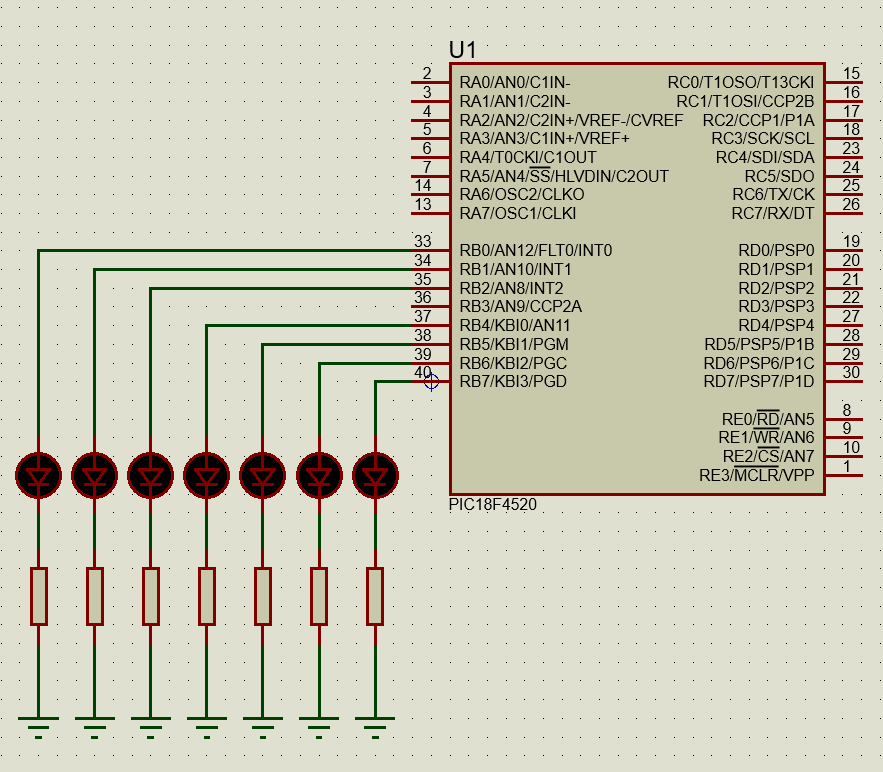 U1
2 RA0/AN0/C1IN- RC0/T1OSO/T13CKI 15
3 RA1/AN1/C2IN- RC1/T1OSI/CCP2B 16
4 RA2/AN2/C2IN+/VREF-/CVREF RC2/CCP1/P1A 17
5 RA3/AN3/C1IN+/VREF+ RC3/SCK/SCL 18
6 RA4/T0CKI/C1OUT RC4/SDI/SDA 23
7 RA5/AN4/SS/HLVDIN/C2OUT RC5/SDO 24
14 RA6/OSC2/CLKO RC6/TX/CK 25
13 RA7/OSC1/CLKI RC7/RX/DT 26
33 RB0/AN12/FLT0/INT0 RD0/PSP0 19
34 RB1/AN10/INT1 RD1/PSP1 20
35 RB2/AN8/INT2 RD2/PSP2 21
36 RB3/AN9/CCP2A RD3/PSP3 22
37 RB4/KBI0/AN11 RD4/PSP4 27
38 RB5/KBI1/PGM RD5/PSP5/P1B 28
39 RB6/KBI2/PGC RD6/PSP6/P1C 29
40 RB7/KBI3/PGD RD7/PSP7/P1D 30
RE0/RD/AN5 8
RE1/WR/AN6 9
RE2/CS/AN7 10
RE3/MCLR/VPP 1
PIC18F4520